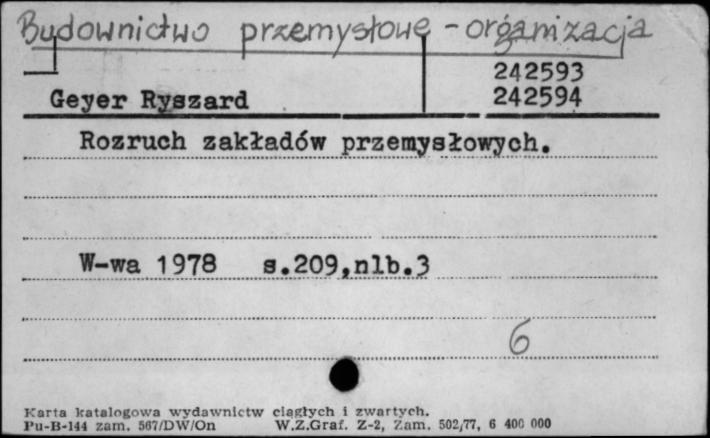 Budownictwo przemysłowe - organizacja
242593
Geyer Ryszard 242594
Rozruch zakładów przemysłowych.
W-wa 1978 s.209,nlb.3
6
Karta katalogowa wydawnictw ciągłych i zwartych.
Pu-B-144 zam. 567/DW/On W.Z.Graf. Z-2, Zam. 502/77, 6 400 000